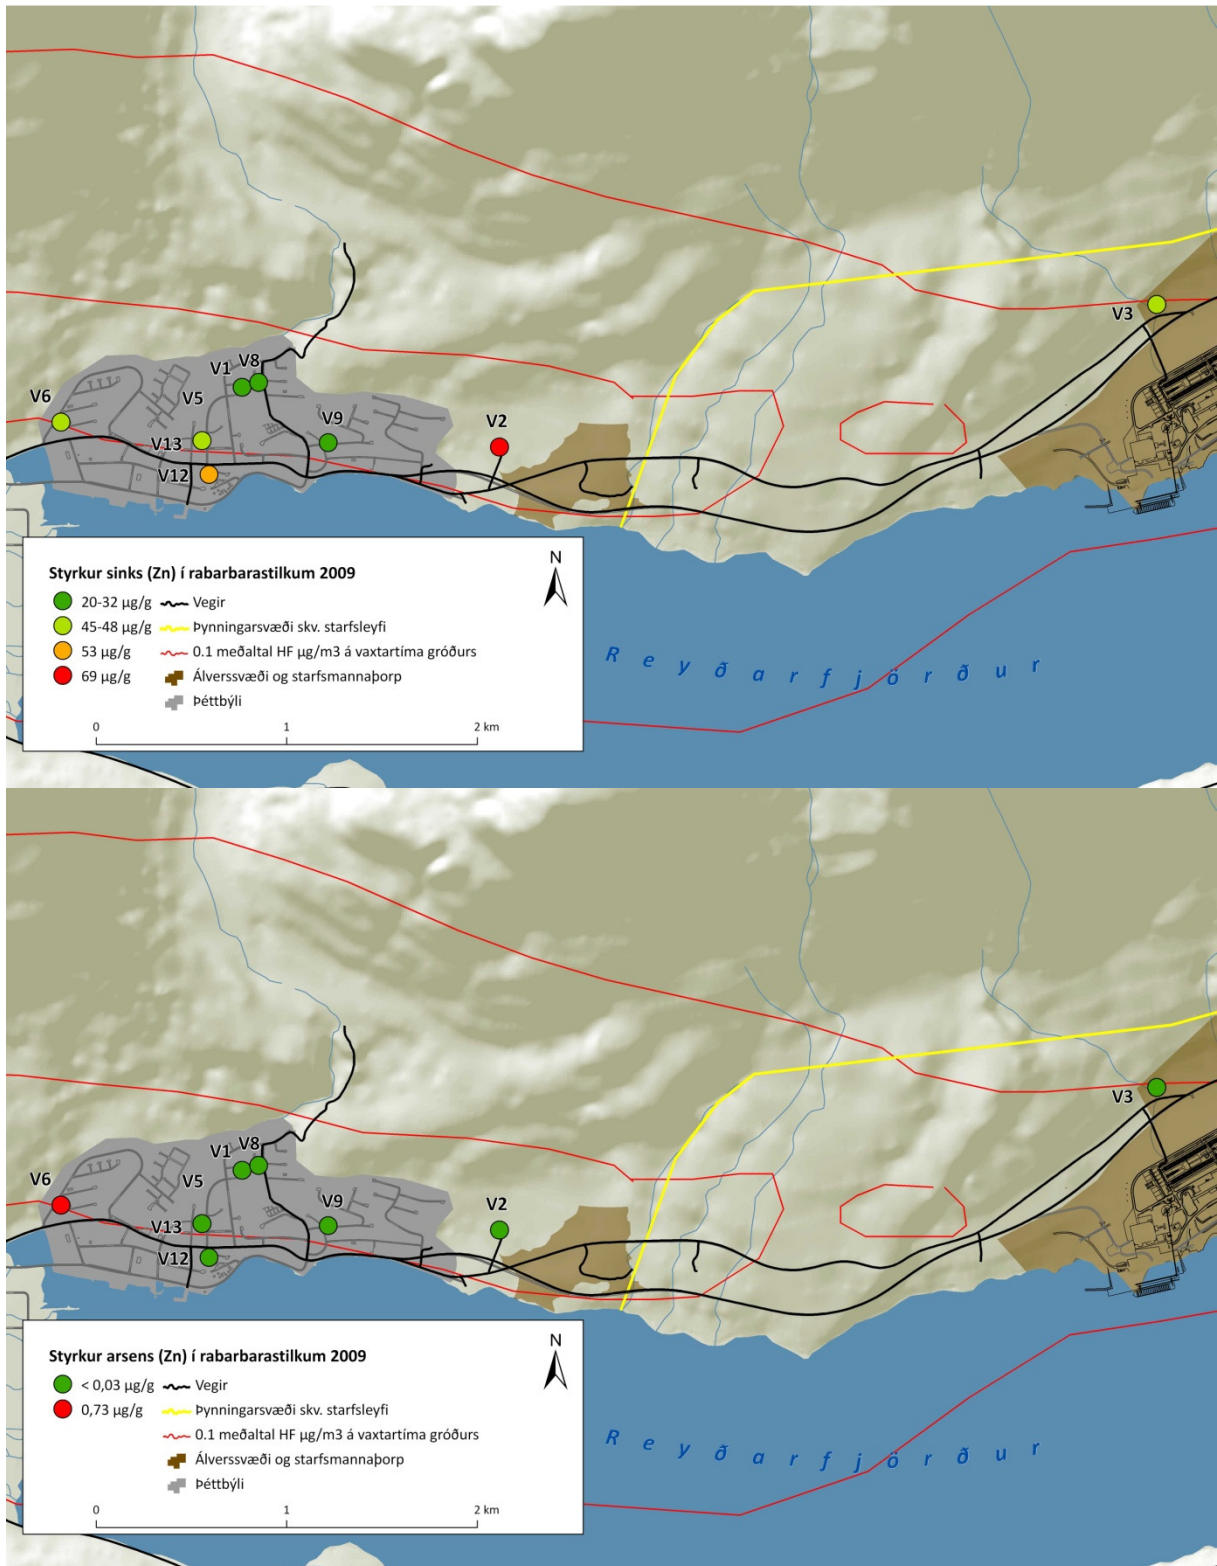 V3
V1 V8
V6
V5
V9
V2
V13
V12
Styrkur sinks (Zn) í rabarbarastilkum 2009
N
20-32 µg/g
Vegir
45-48 µg/g
Þynningarsvæði skv. starfsleyfi
53 µg/g
0.1 meðaltal HF µg/m3 á vaxtartíma gróðurs
69 µg/g
Álverssvæði og starfsmannaþorp
Þéttbýli
0 1 2 km
Reyðarfjörður
V3
V1 V8
V6
V5
V9
V2
V13
V12
Styrkur arsens (Zn) í rabarbarastilkum 2009
N
< 0,03 µg/g
Vegir
0,73 µg/g
Þynningarsvæði skv. starfsleyfi
0.1 meðaltal HF µg/m3 á vaxtartíma gróðurs
Álverssvæði og starfsmannaþorp
Þéttbýli
0 1 2 km
Reyðarfjörður